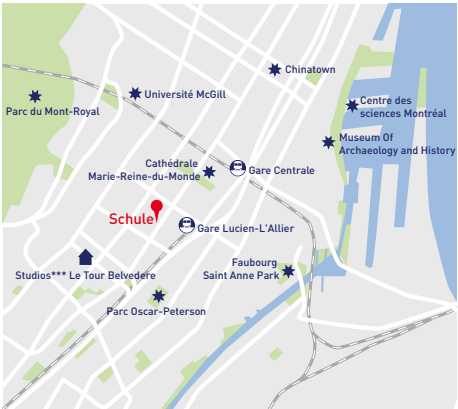 Chinatown
Université McGill
Parc du Mont-Royal
Centre des
sciences Montréal
Museum Of
Archaeology and History
Cathédrale
Marie-Reine-du-Monde
Gare Centrale
Schule
Gare Lucien-L'Allier
Faubourg
Saint Anne Park
Studios*** Le Tour Belvedere
Parc Oscar-Peterson